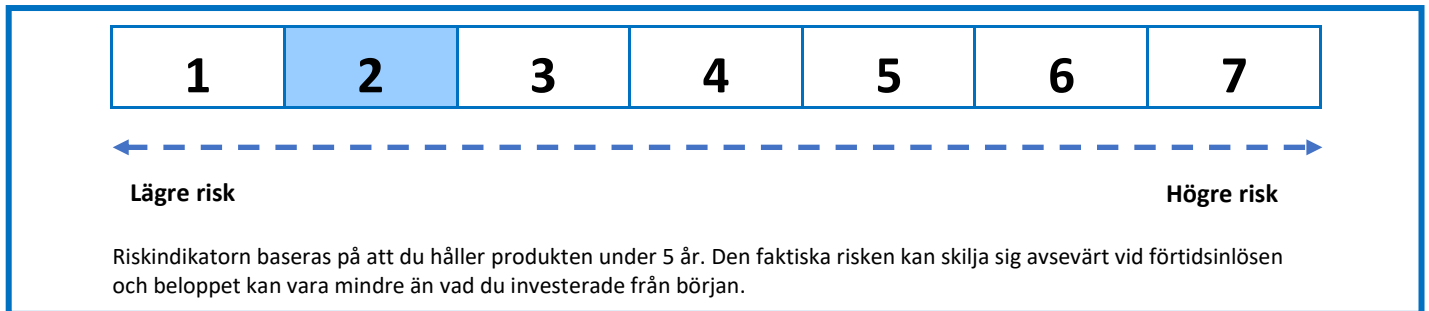 1 2 3 4 5 6 7
Lägre risk Högre risk
Riskindikatorn baseras på att du håller produkten under 5 år. Den faktiska risken kan skilja sig avsevärt vid förtidsinlösen
och beloppet kan vara mindre än vad du investerade från början.